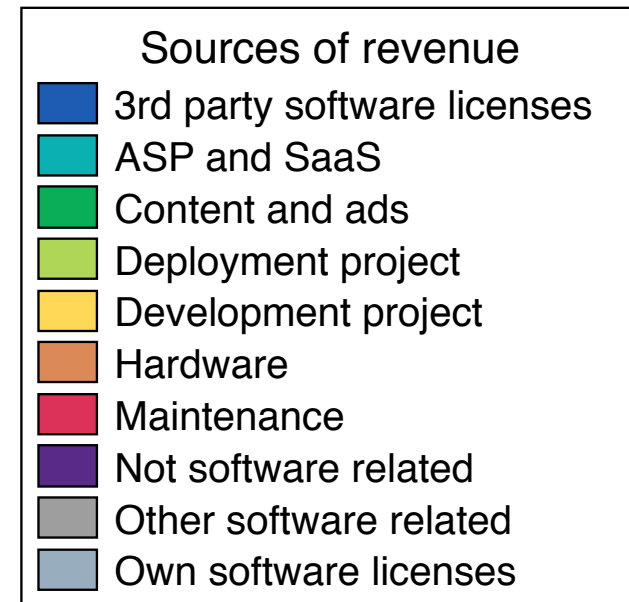 Sources of revenue
3rd party software licenses
ASP and SaaS
Content and ads
Deployment project
Development project
Hardware
Maintenance
Not software related
Other software related
Own software licenses